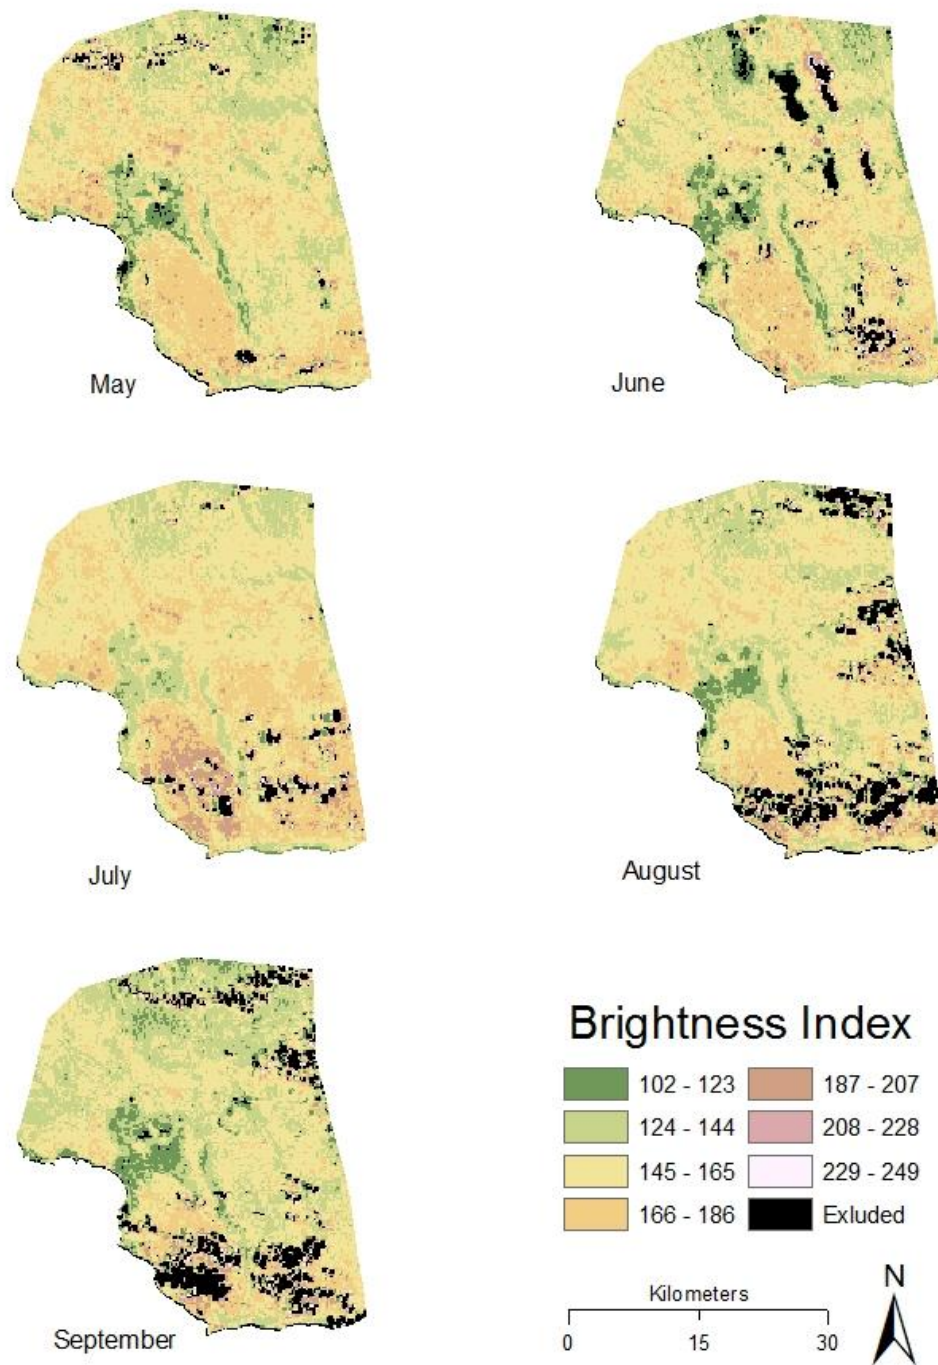 May
June
July
August
September
Brightness Index
102 - 123
187 - 207
124 - 144
208 - 228
145 - 165
229 - 249
166 - 186
Exluded
Kilometers
0 15 30
N